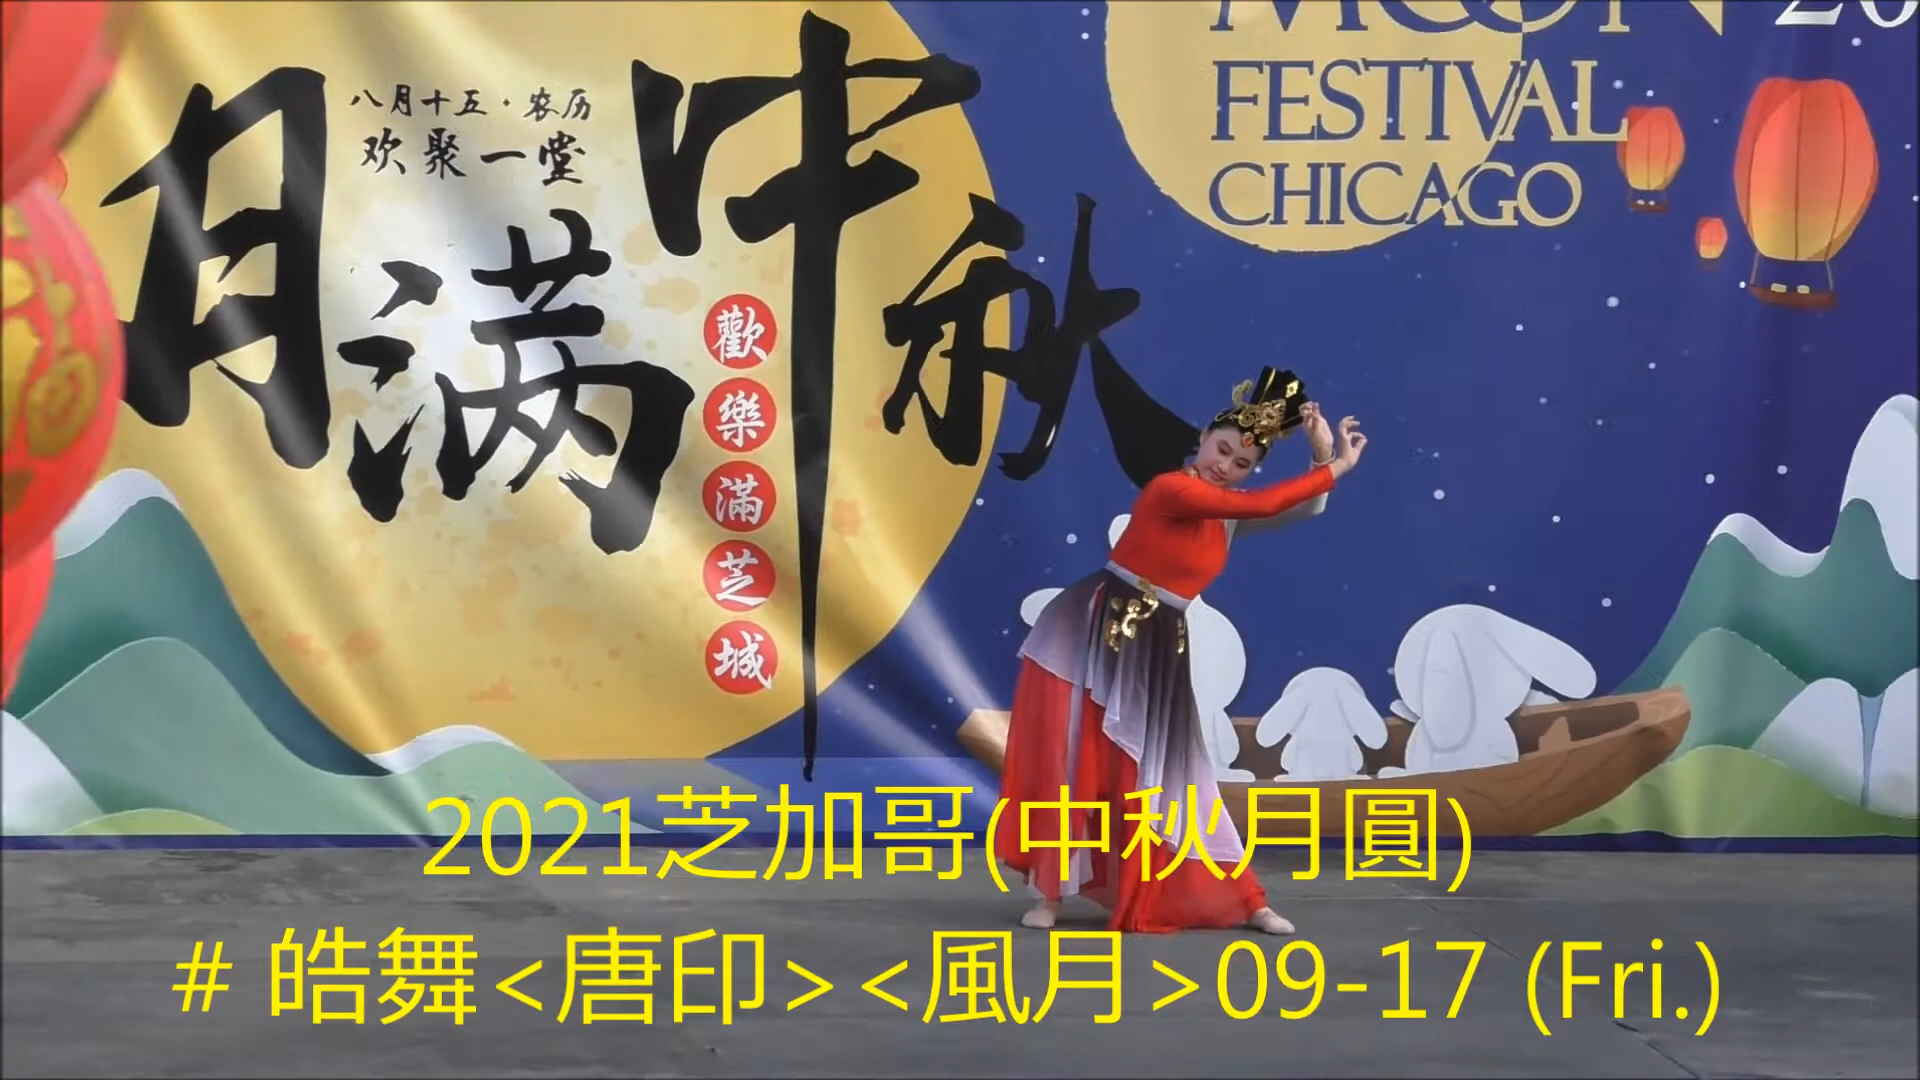 月满中秋
八月十五·农历
欢聚一堂
歡樂滿芝城
MOON 20
FESTIVAL
CHICAGO
2021芝加哥(中秋月圓)
# 皓舞<唐印><風月>09-17 (Fri.)